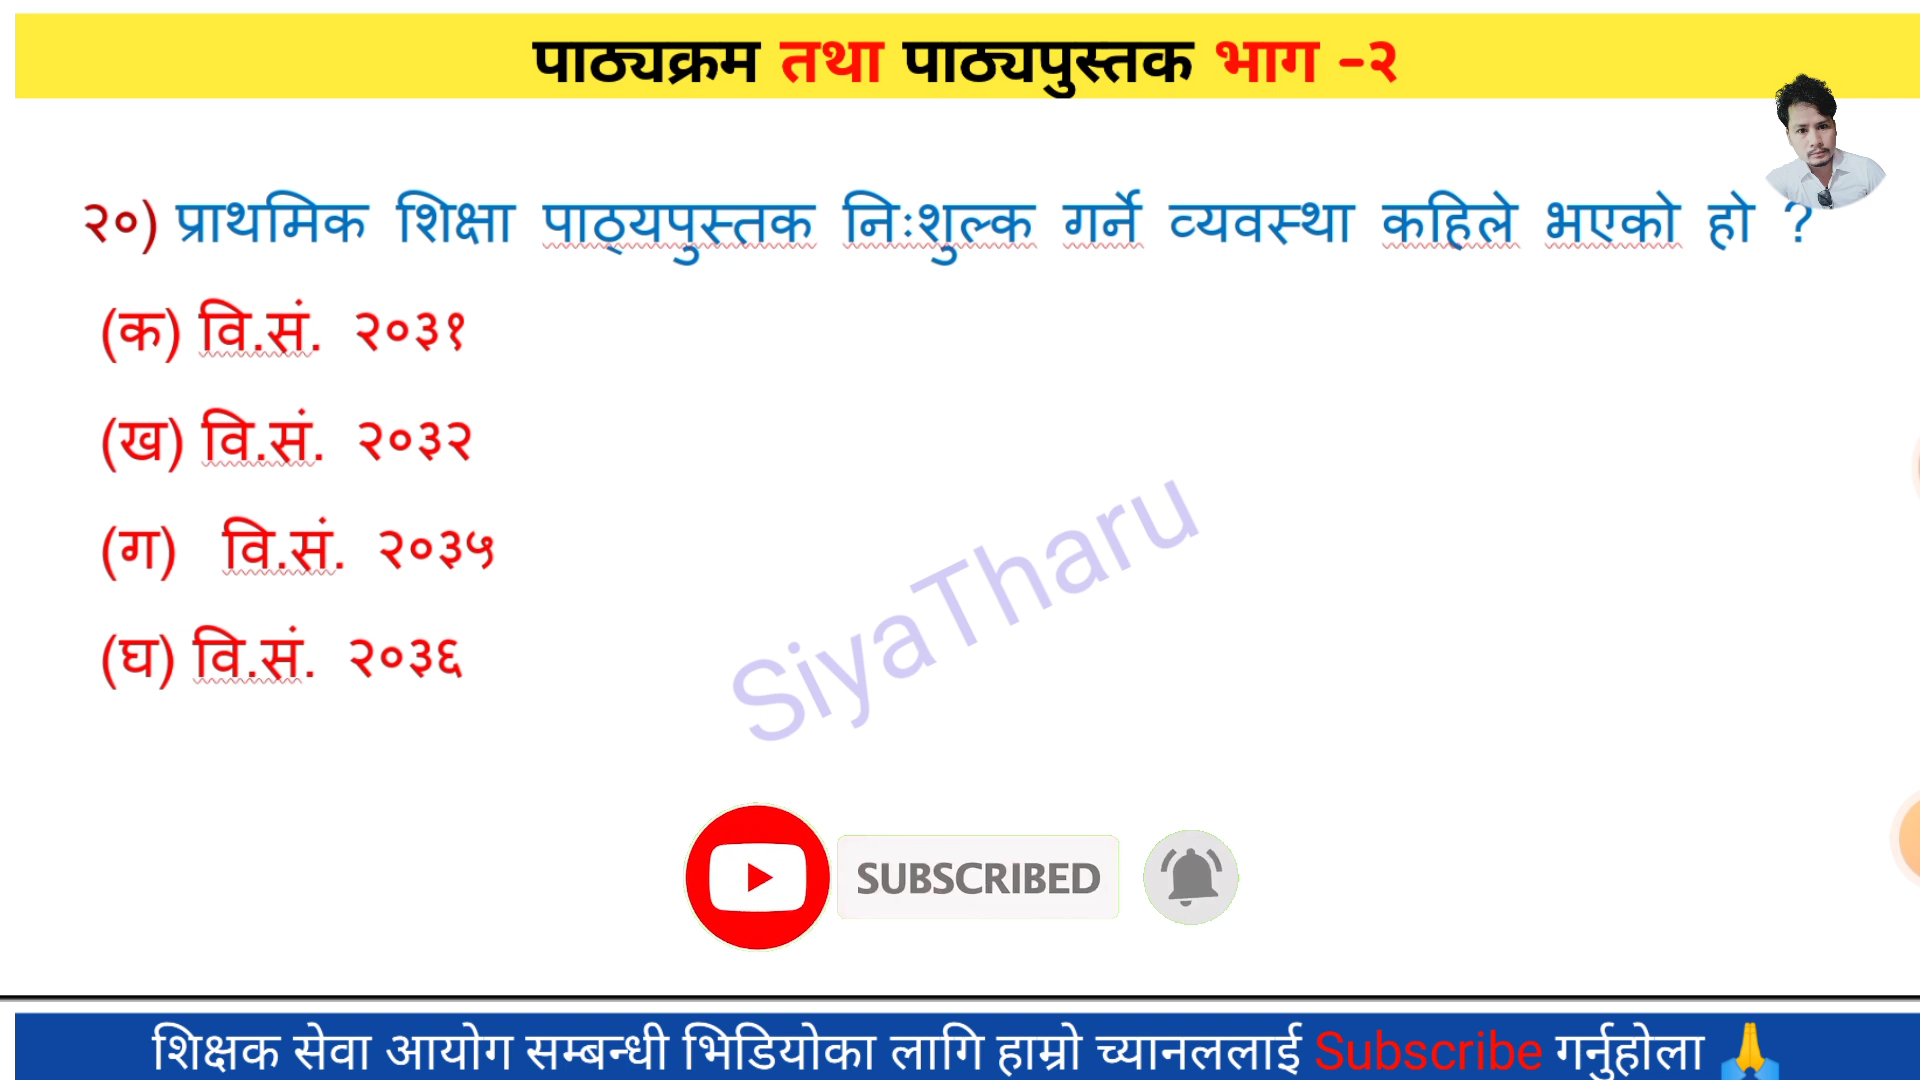 पाठ्यक्रम तथा पाठ्यपुस्तक भाग -२
२०) प्राथमिक शिक्षा पाठ्यपुस्तक निःशुल्क गर्ने व्यवस्था कहिले भएको हो ?
(क) वि.सं. २०३१
(ख) वि.सं. २०३२
(ग) वि.सं. २०३५
(घ) वि.सं. २०३६
SiyaTharu
SUBSCRIBED
शिक्षक सेवा आयोग सम्बन्धी भिडियोका लागि हाम्रो च्यानललाई Subscribe गर्नुहोला 🙏